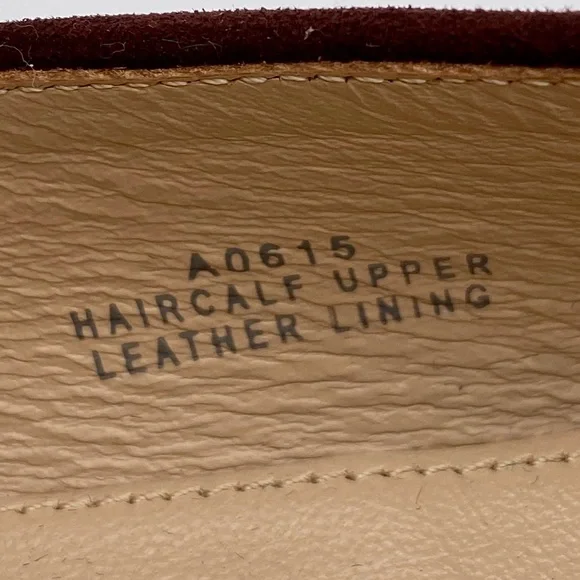 A0615
HAIRCALF UPPER
LEATHER LINING